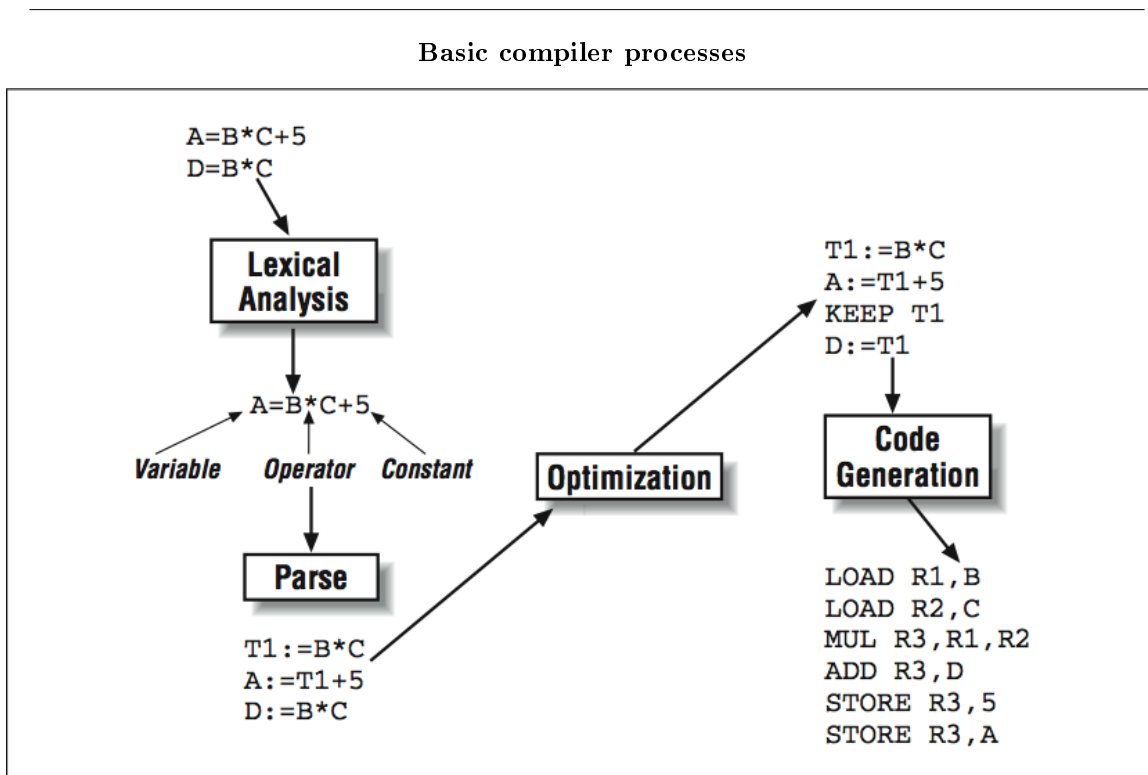 Basic compiler processes
A=B*C+5
D=B*C
Lexical
Analysis
A=B*C+5
Variable Operator Constant
Parse
T1:=B*C
A:=T1+5
D:=B*C
Optimization
T1:=B*C
A:=T1+5
KEEP T1
D:=T1
Code
Generation
LOAD R1,B
LOAD R2,C
MUL R3,R1,R2
ADD R3,D
STORE R3,5
STORE R3,A